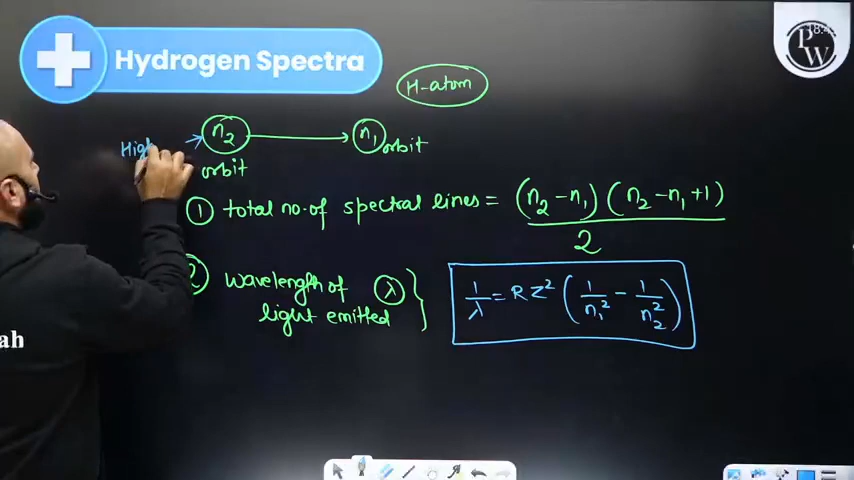 Hydrogen Spectra
H-atom
n₂ → n₁ orbit
orbit
High
① total no. of spectral lines = (n₂ - n₁) (n₂ - n₁ + 1) / 2
wavelength of λ
light emitted
1/λ = RZ² (1/n₁² - 1/n₂²)
PW
ah